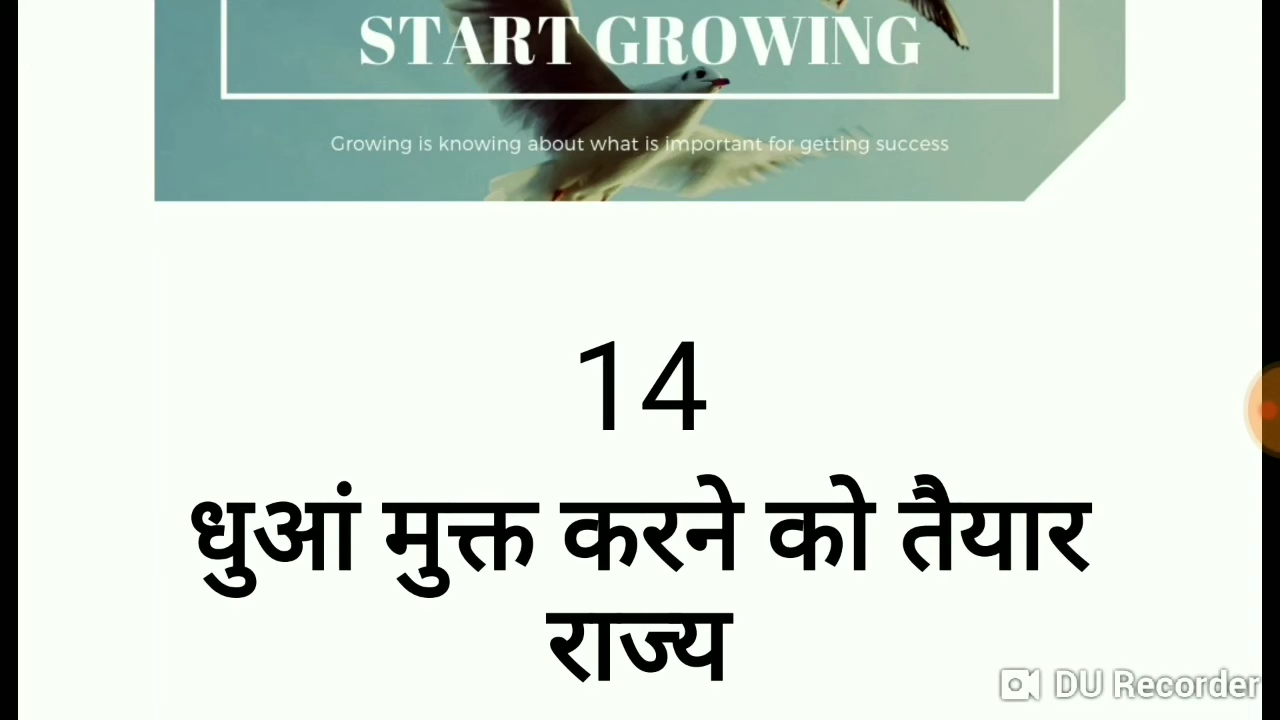 START GROWING
Growing is knowing about what is important for getting success
14
धुआं मुक्त करने को तैयार
राज्य
DU Recorder